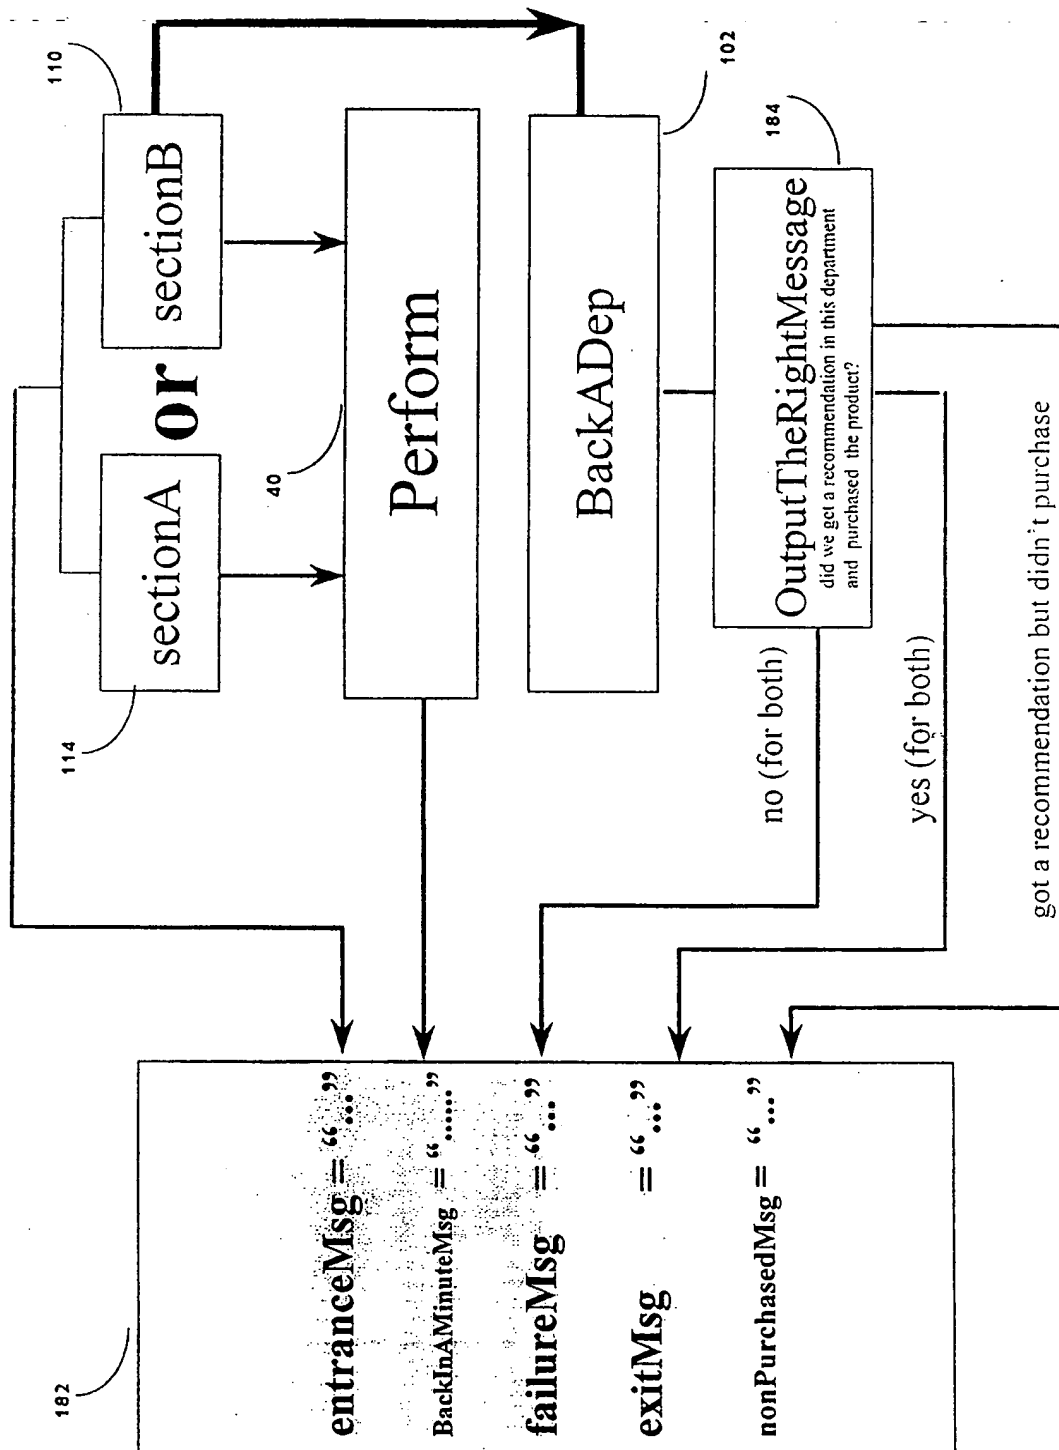 182
entranceMsg = “...”
BackInAMinuteMsg = “......”
failureMsg = “...”
exitMsg = “...”
nonPurchasedMsg = “...”
114
sectionA
or
sectionB
110
40
Perform
BackADep
102
OutputTheRightMessage
did we get a recommendation in this department
and purchased the product?
184
no (for both)
yes (for both)
got a recommendation but didn't purchase